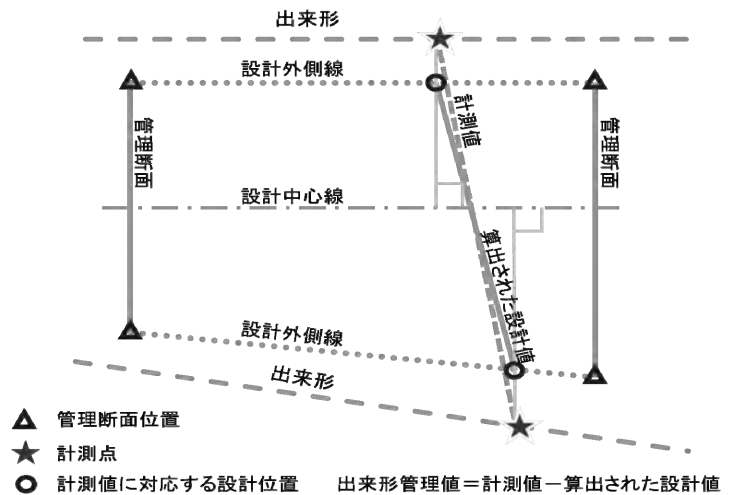 出来形
設計外側線
計測値
管理断面
管理断面
設計中心線
算出された設計値
設計外側線
出来形
管理断面位置
計測点
計測値に対応する設計位置
出来形管理値＝計測値－算出された設計値